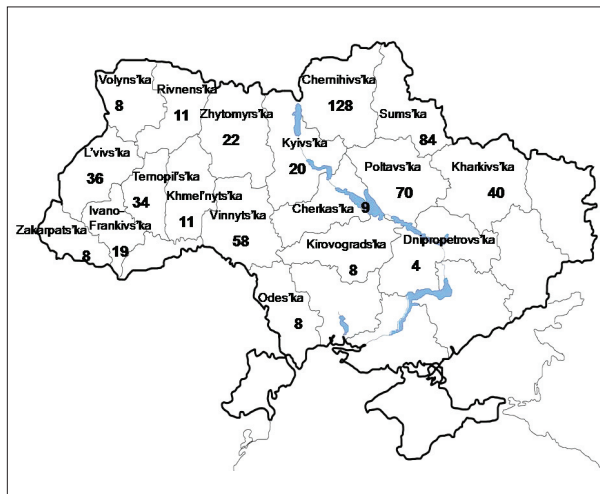 Volyns'ka
8
Rivnens'ka
11
Zhytomyrs'ka
22
Chernihivs'ka
128
Sums'ka
84
Kyivs'ka
20
L'vivs'ka
36
Ternopil's'ka
34
Khmel'nyts'ka
11
Poltavs'ka
70
Kharkivs'ka
40
Zakarpats'ka
8
Ivano-
Frankivs'ka
19
Vinnyts'ka
58
Cherkas'ka
9
Kirovograds'ka
8
Dnipropetrovs'ka
4
Odes'ka
8